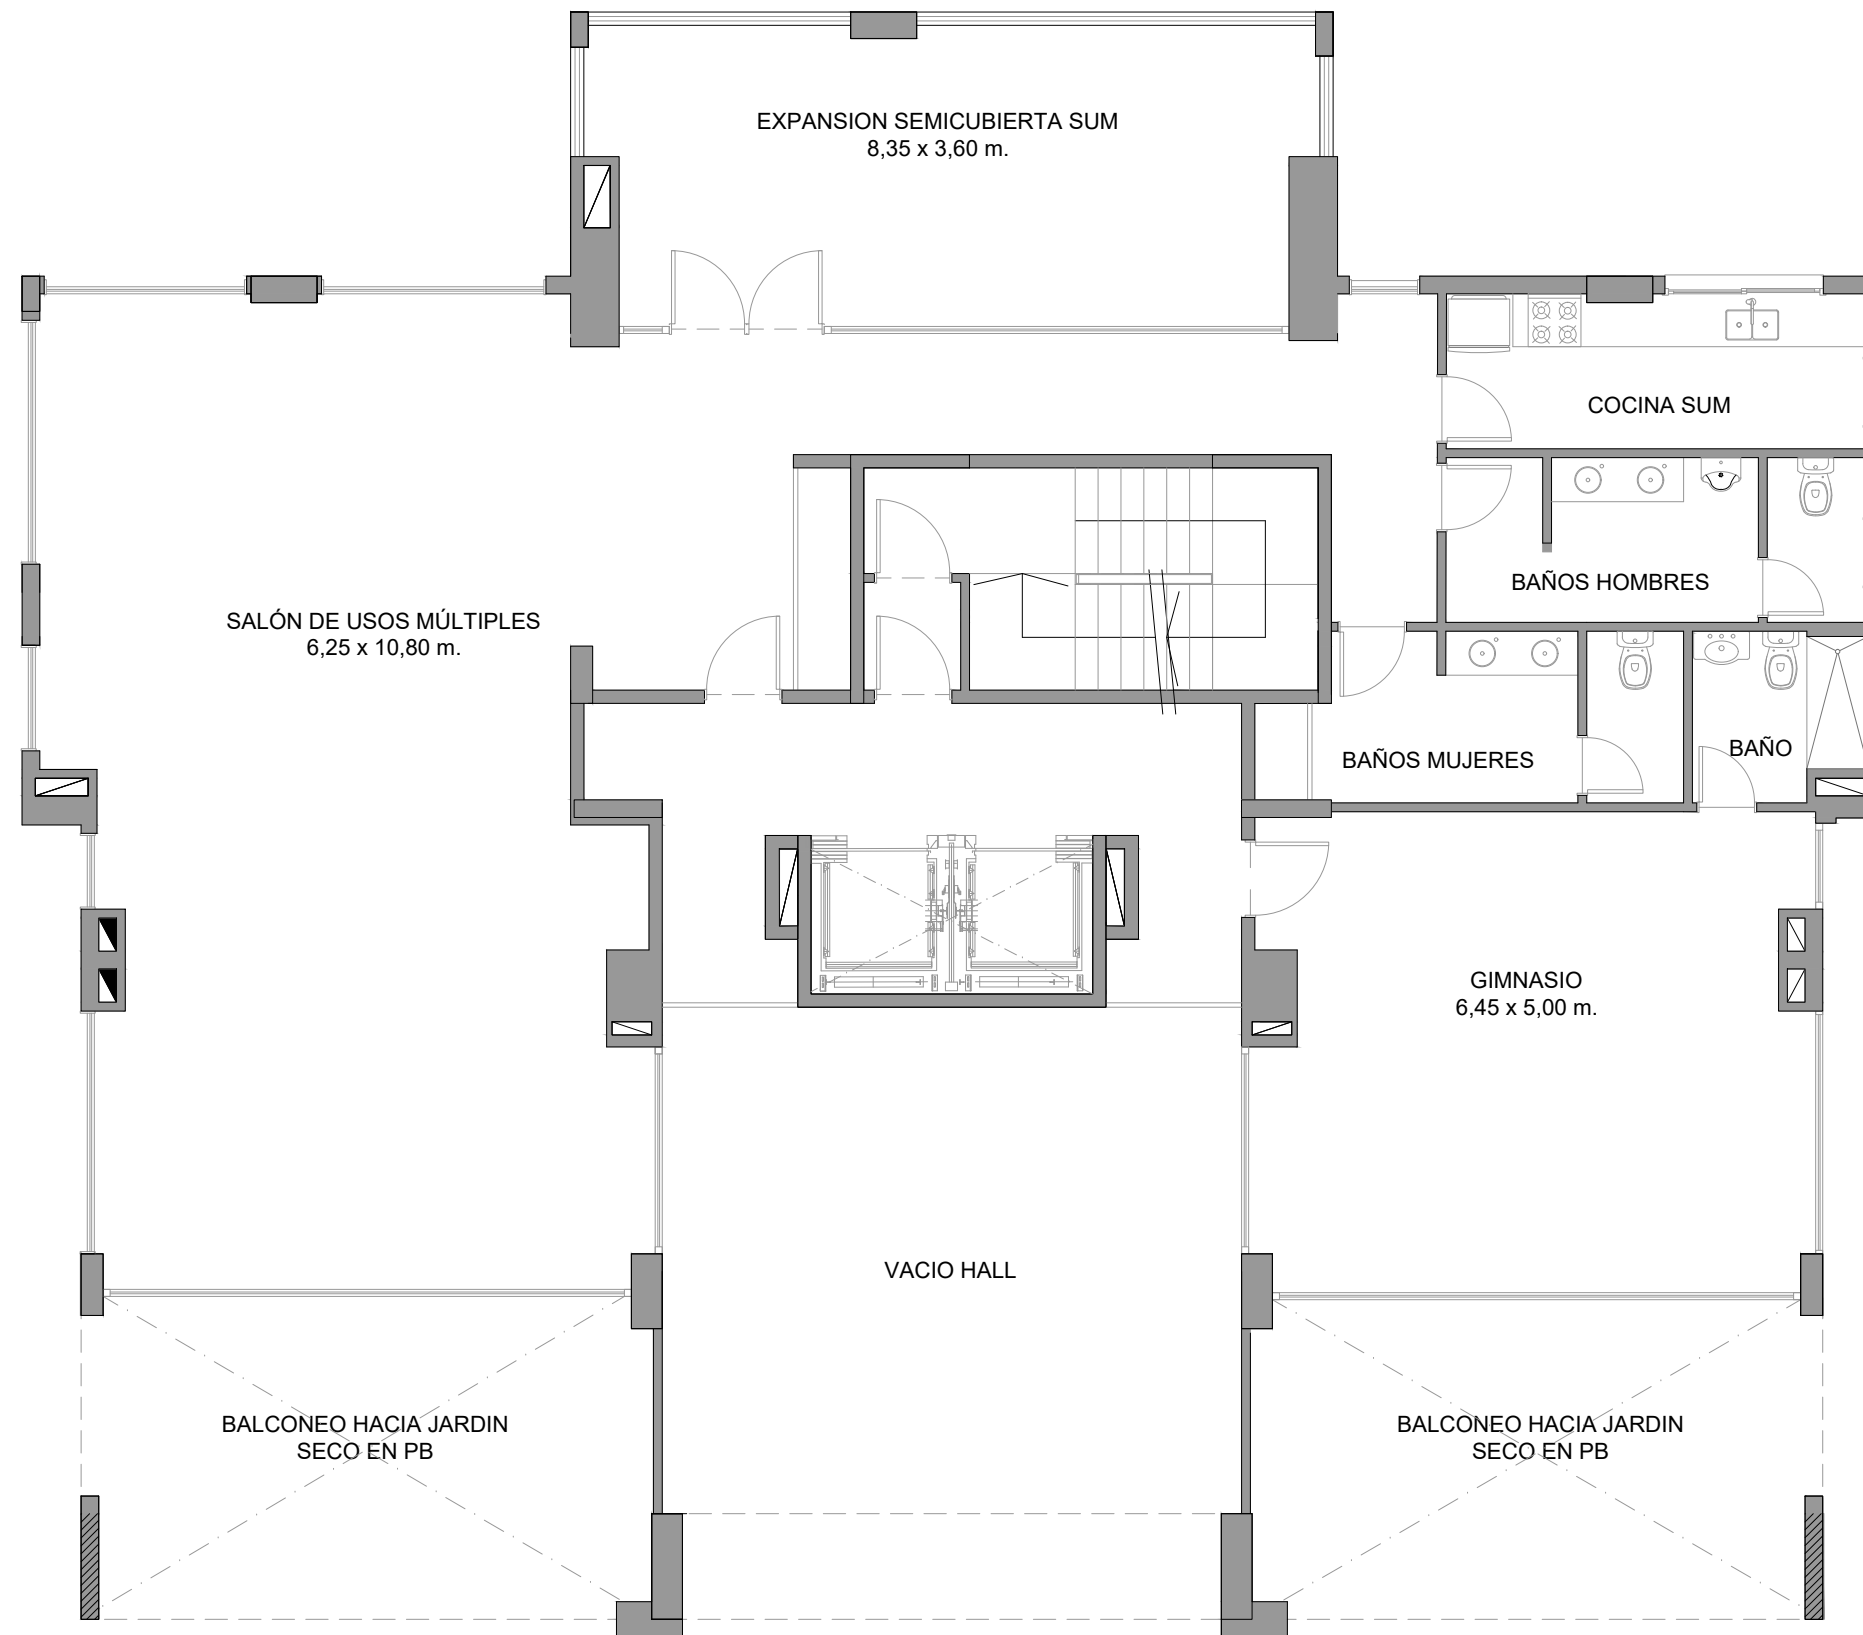 EXPANSION SEMICUBIERTA SUM
8,35 x 3,60 m.
COCINA SUM
BAÑOS HOMBRES
SALÓN DE USOS MÚLTIPLES
6,25 x 10,80 m.
BAÑO
BAÑOS MUJERES
GIMNASIO
6,45 x 5,00 m.
VACIO HALL
BALCONEO HACIA JARDIN
SECO EN PB
BALCONEO HACIA JARDIN
SECO EN PB